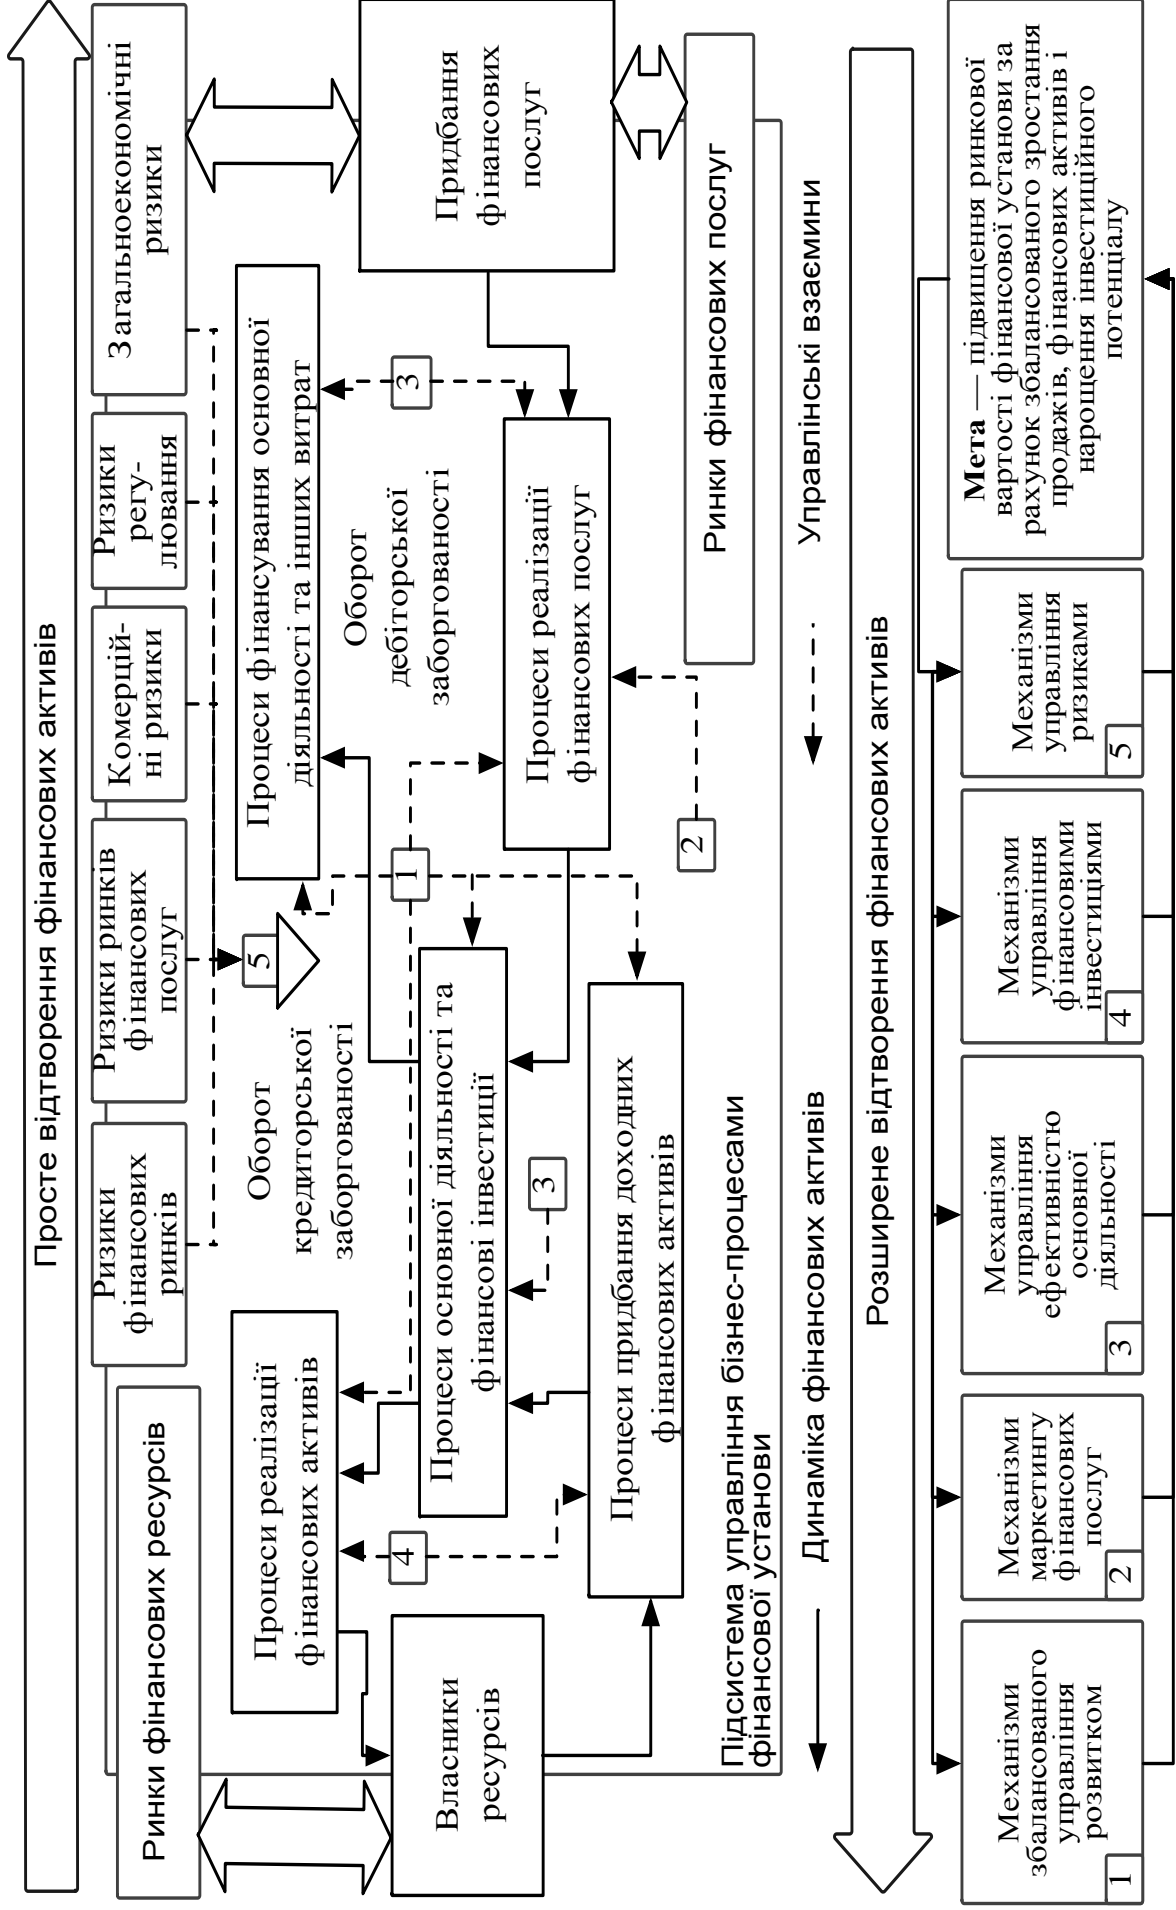 Просте відтворення фінансових активів
Ринки фінансових ресурсів
Ризики
фінансових
ринків
Ризики ринків
фінансових
послуг
Комерцій-
ні ризики
Ризики
регу-
лювання
Загальноекономічні
ризики
5
Процеси реалізації
фінансових активів
Оборот
кредиторської
заборгованості
Процеси фінансування основної
діяльності та інших витрат
4
1
3
Оборот
дебіторської
заборгованості
Власники
ресурсів
Процеси основної діяльності та
фінансові інвестиції
Процеси реалізації
фінансових послуг
Придбання
фінансових
послуг
3
2
Процеси придбання доходних
фінансових активів
Ринки фінансових послуг
Підсистема управління бізнес-процесами
фінансової установи
Динаміка фінансових активів
Управлінські взаємини
Розширене відтворення фінансових активів
Механізми
збалансованого
управління
розвитком
1
Механізми
маркетингу
фінансових
послуг
2
Механізми
управління
ефективністю
основної
діяльності
3
Механізми
управління
фінансовими
інвестиціями
4
Механізми
управління
ризиками
5
Мета — підвищення ринкової
вартості фінансової установи за
рахунок збалансованого зростання
продажів, фінансових активів і
нарощення інвестиційного
потенціалу